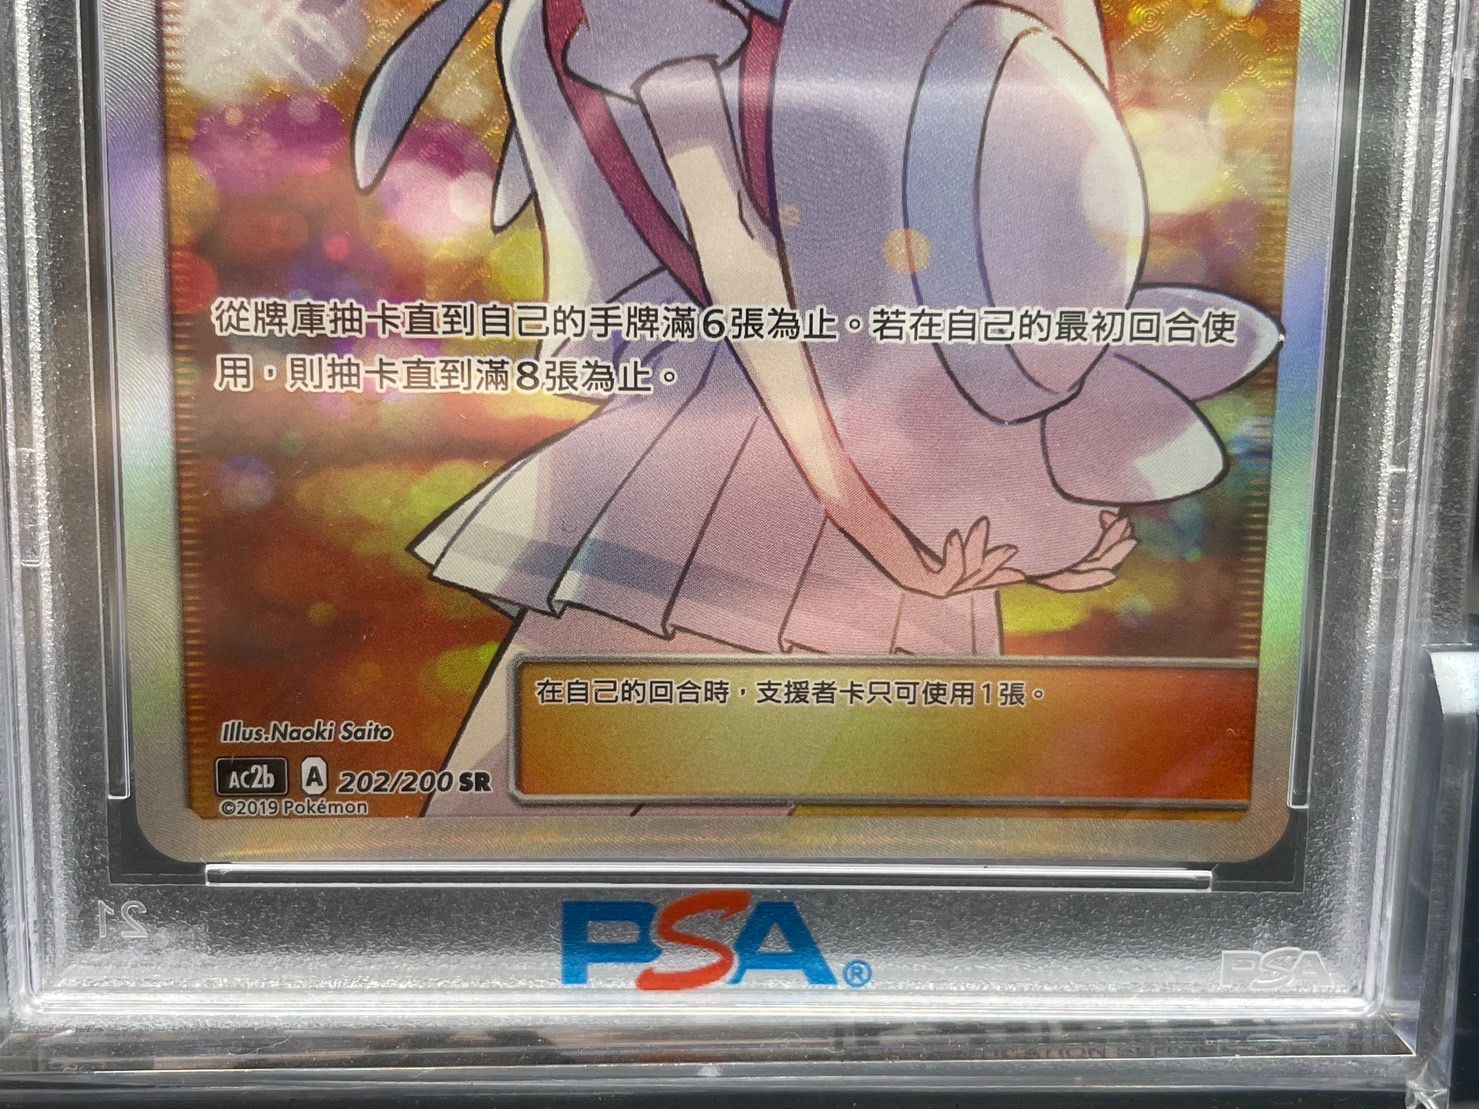 從牌庫抽卡直到自己的手牌滿6張為止。若在自己的最初回合使
用，則抽卡直到滿8張為止。
在自己的回合時，支援者卡只可使用1張。
Illus.Naoki Saito
AC2b A 202/200 SR
©2019 Pokémon
PSA®
21
PSA